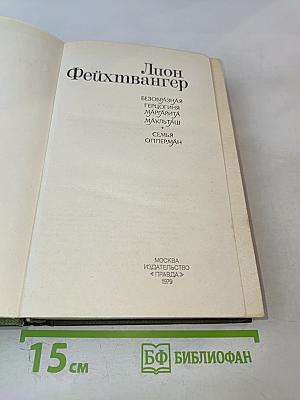 Лион
Фейхтвангер
БЕЗОБРАЗНАЯ
ГЕРЦОГИНЯ
МАРГАРИТА
МАУЛЬТАШ
•
СЕМЬЯ
ОППЕРМАН
МОСКВА
ИЗДАТЕЛЬСТВО
«ПРАВДА»
1979
15 см
БФ БИБЛИОФАН